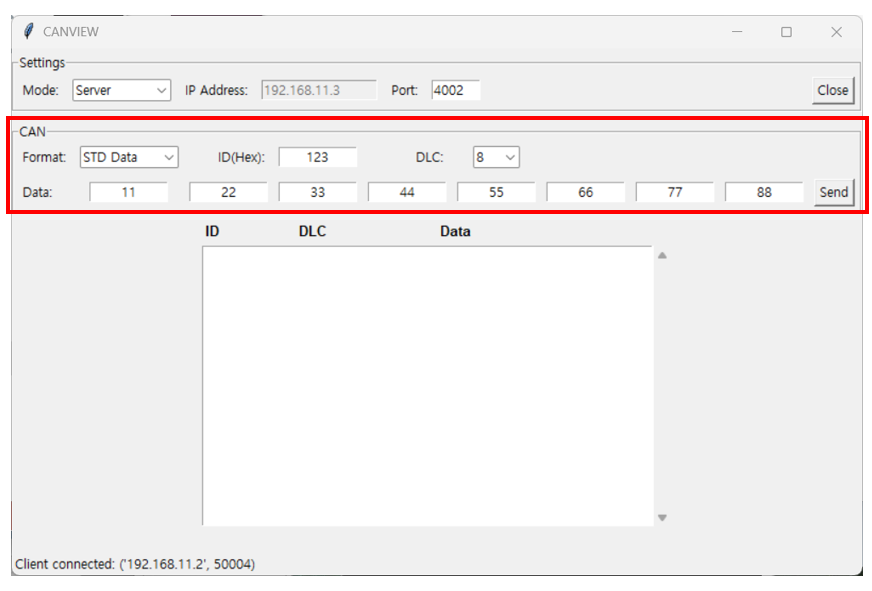 CANVIEW
Settings
Mode: Server IP Address: 192.168.11.3 Port: 4002 Close
CAN
Format: STD Data ID(Hex): 123 DLC: 8
Data: 11 22 33 44 55 66 77 88 Send
ID DLC Data
Client connected: ('192.168.11.2', 50004)